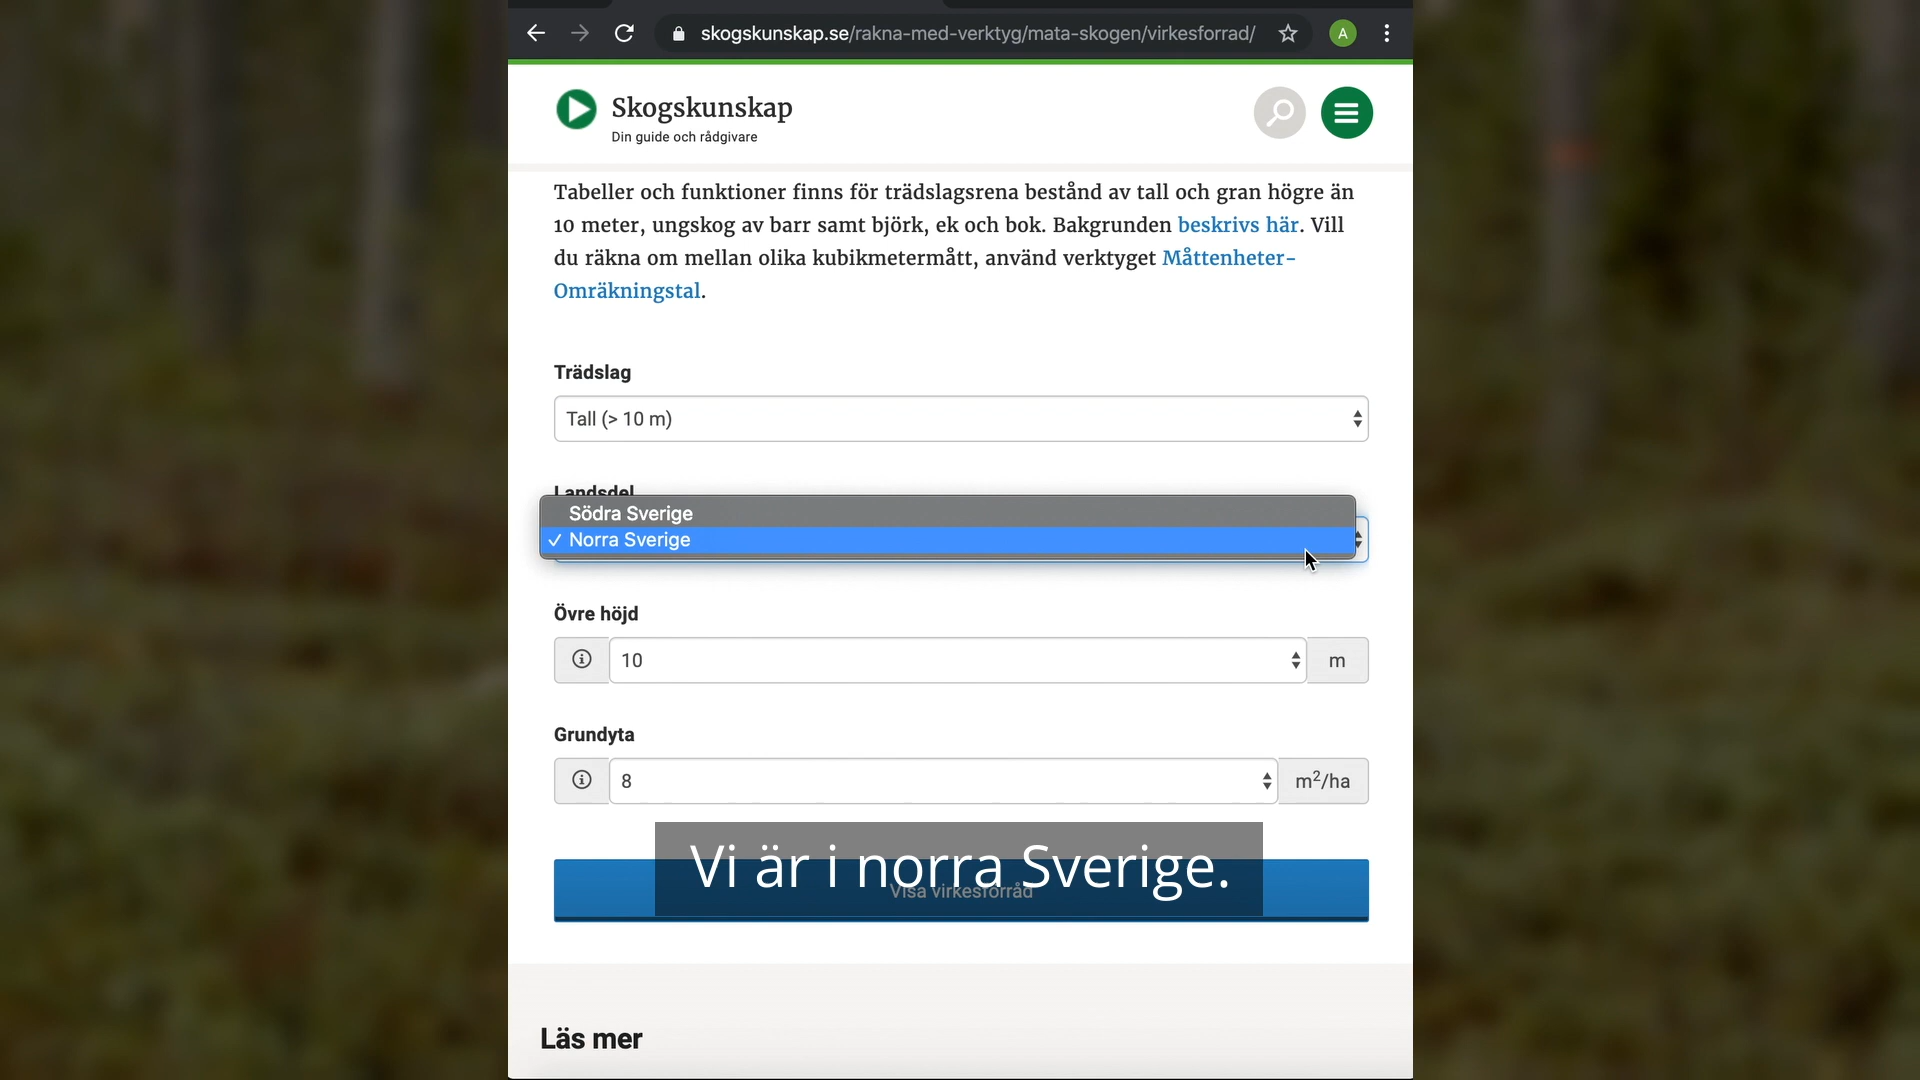 skogskunskap.se/rakna-med-verktyg/mata-skogen/virkesforrad/
A
Skogskunskap
Din guide och rådgivare
Tabeller och funktioner finns för trädslagsrena bestånd av tall och gran högre än
10 meter, ungskog av barr samt björk, ek och bok. Bakgrunden beskrivs här. Vill
du räkna om mellan olika kubikmetermått, använd verktyget Måttenheter-
Omräkningstal.
Trädslag
Tall (> 10 m)
Landsdel
Södra Sverige
✓ Norra Sverige
Övre höjd
10
m
Grundyta
8
m²/ha
Vi är i norra Sverige.
Visa virkesförråd
Läs mer